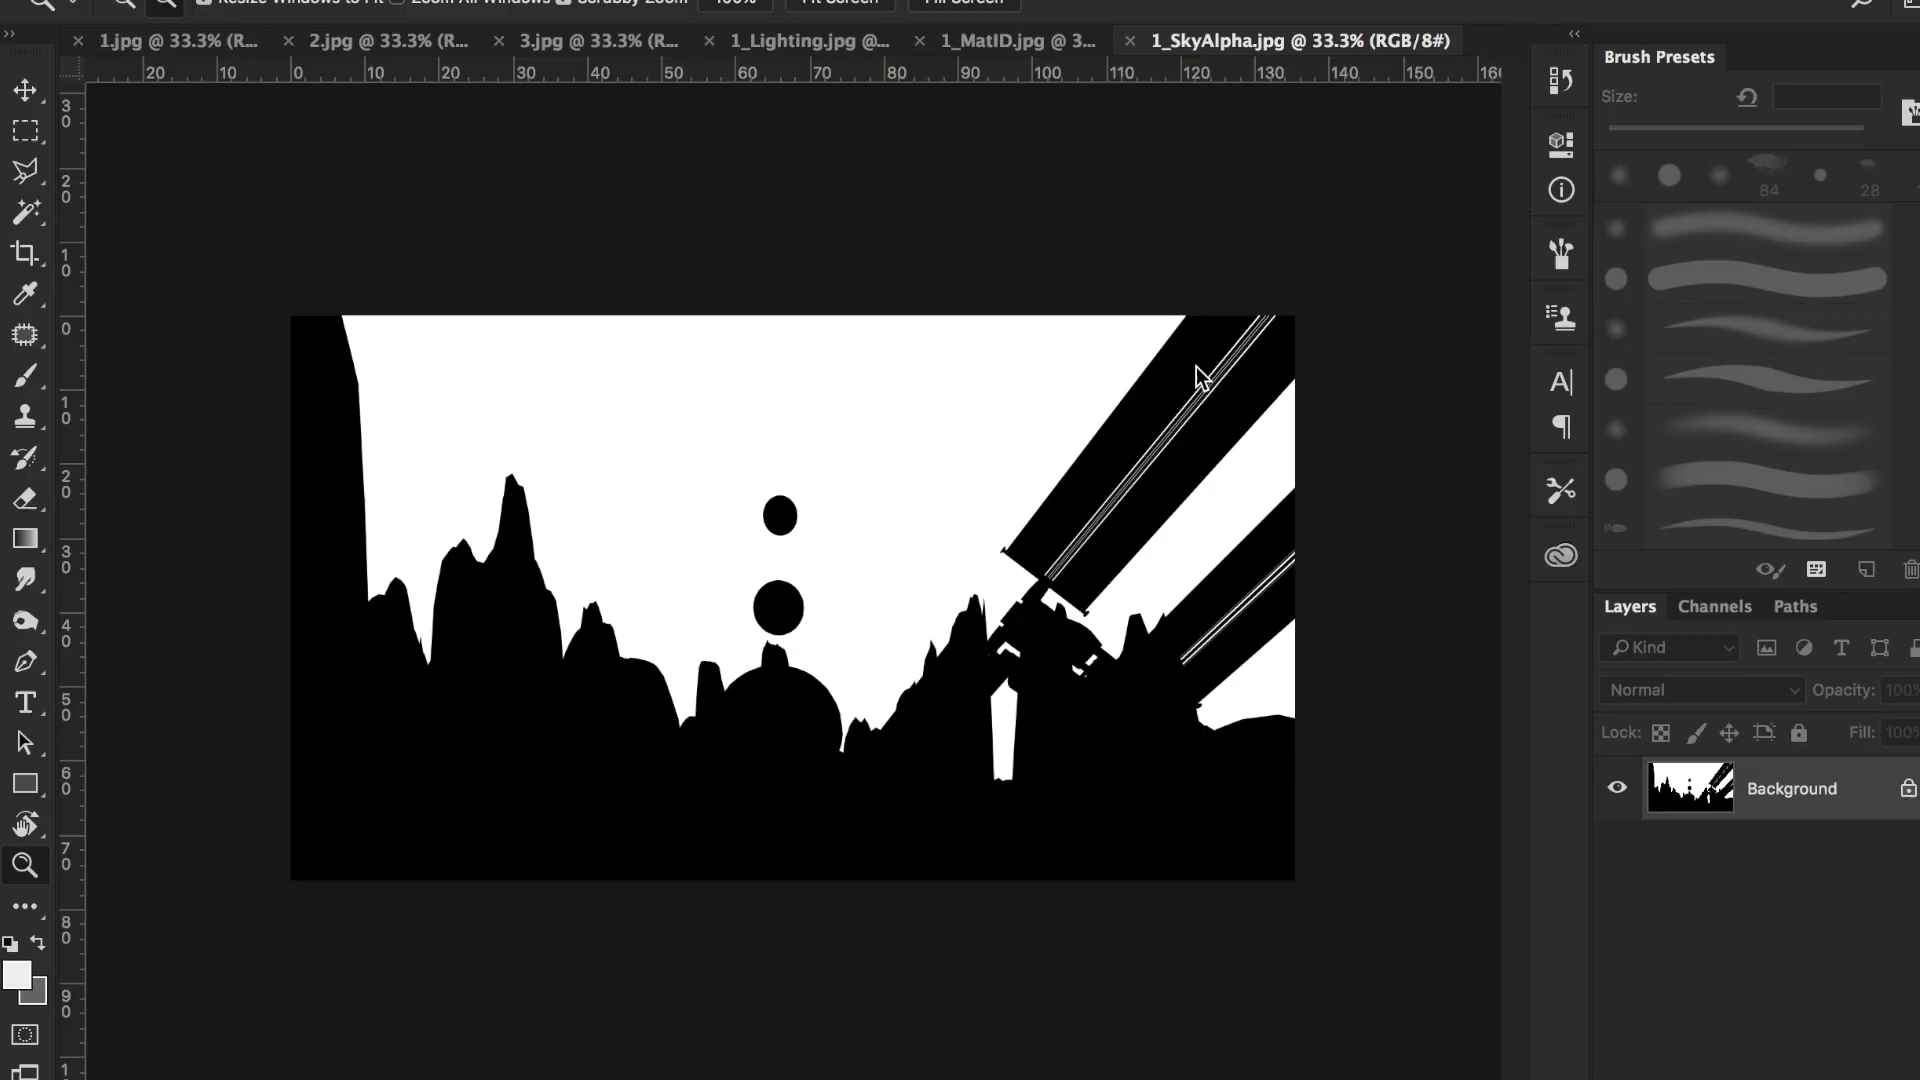 Resize Windows to Fit Zoom All Windows Scrubby Zoom 100% Fit Screen Fill Screen
1.jpg @ 33.3% (R... 2.jpg @ 33.3% (R... 3.jpg @ 33.3% (R... 1_Lighting.jpg @... 1_MatID.jpg @ 3... 1_SkyAlpha.jpg @ 33.3% (RGB/8#)
20 10 0 10 20 30 40 50 60 70 80 90 100 110 120 130 140 150 160
30
20
10
0
10
20
30
40
50
60
70
80
90
1
Brush Presets
Size:
84 28
Layers Channels Paths
Kind
Normal Opacity: 100%
Lock: Fill: 100%
Background